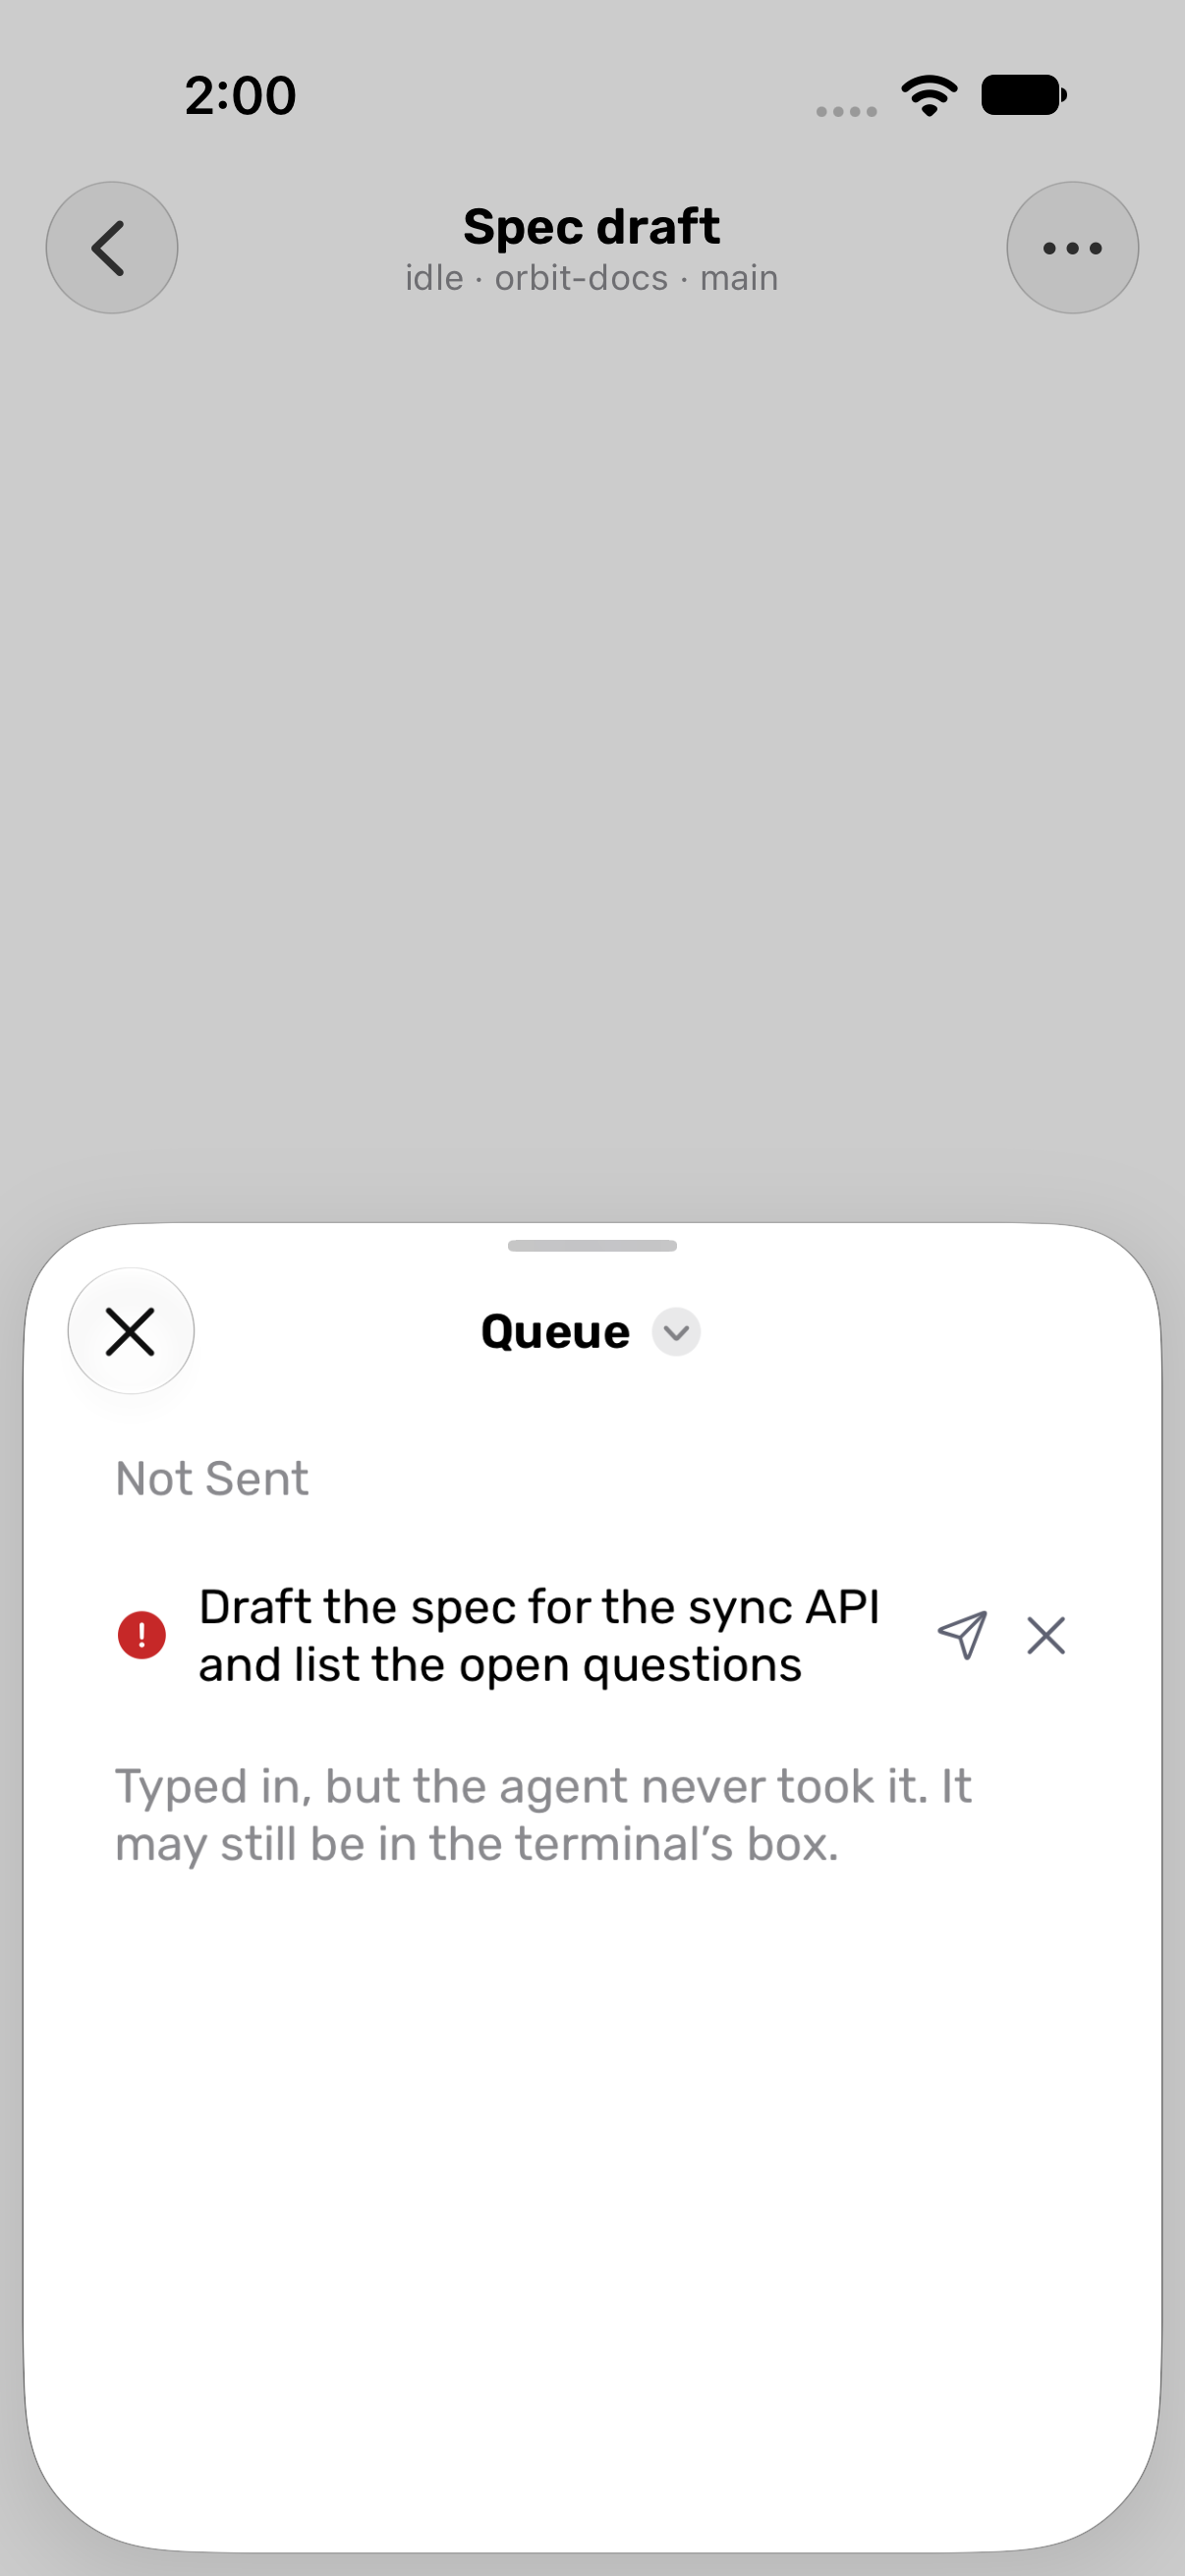 2:00
Spec draft
idle · orbit-docs · main
Queue
Not Sent
Draft the spec for the sync API
and list the open questions
Typed in, but the agent never took it. It
may still be in the terminal’s box.